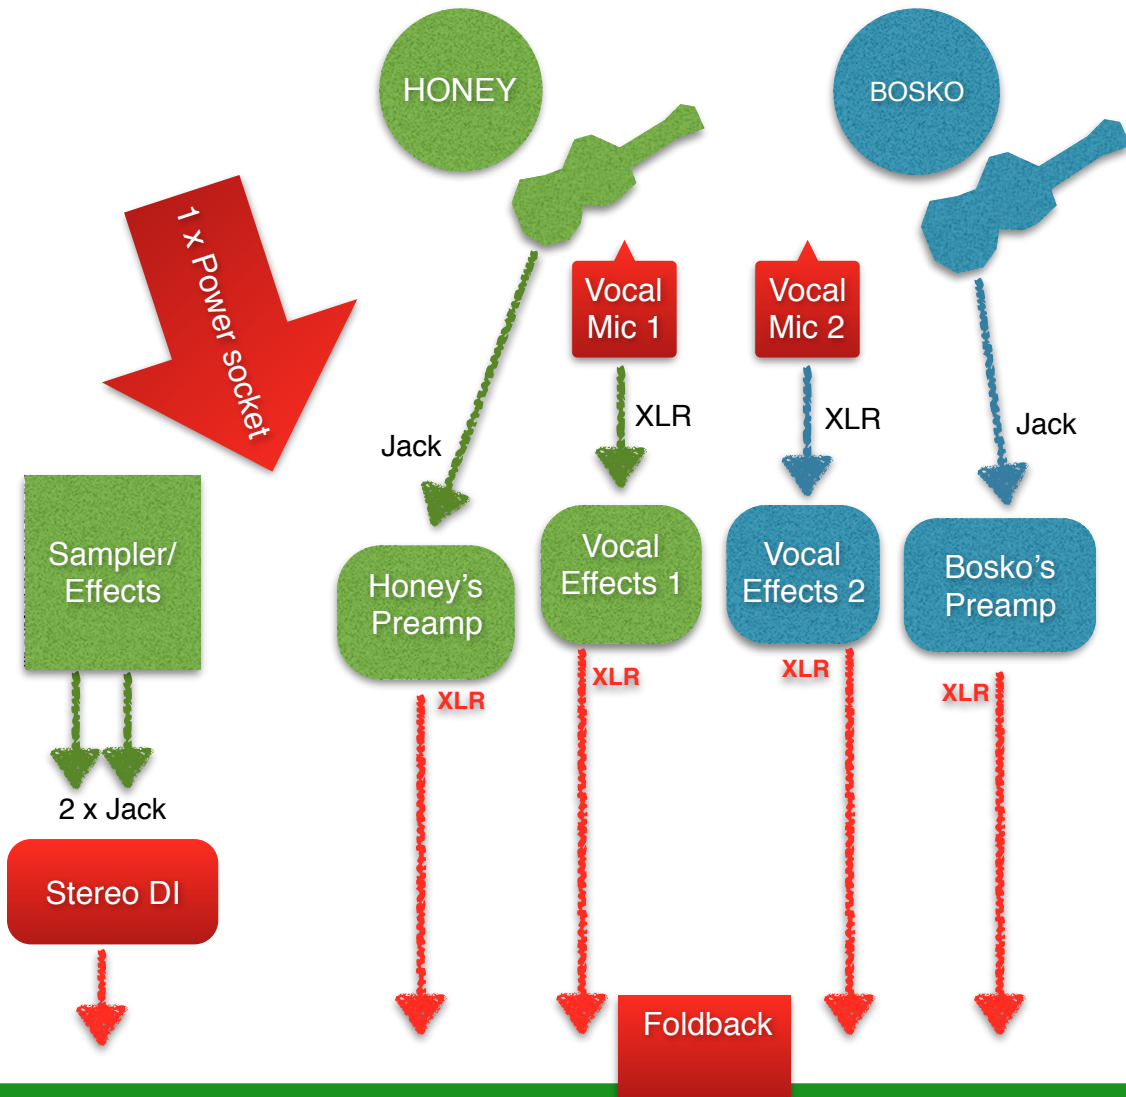 HONEY
BOSKO
1 x Power socket
Vocal
Mic 1
Vocal
Mic 2
Jack
XLR
XLR
Jack
Sampler/
Effects
Honey's
Preamp
Vocal
Effects 1
Vocal
Effects 2
Bosko's
Preamp
XLR
XLR
XLR
XLR
2 x Jack
Stereo DI
Foldback